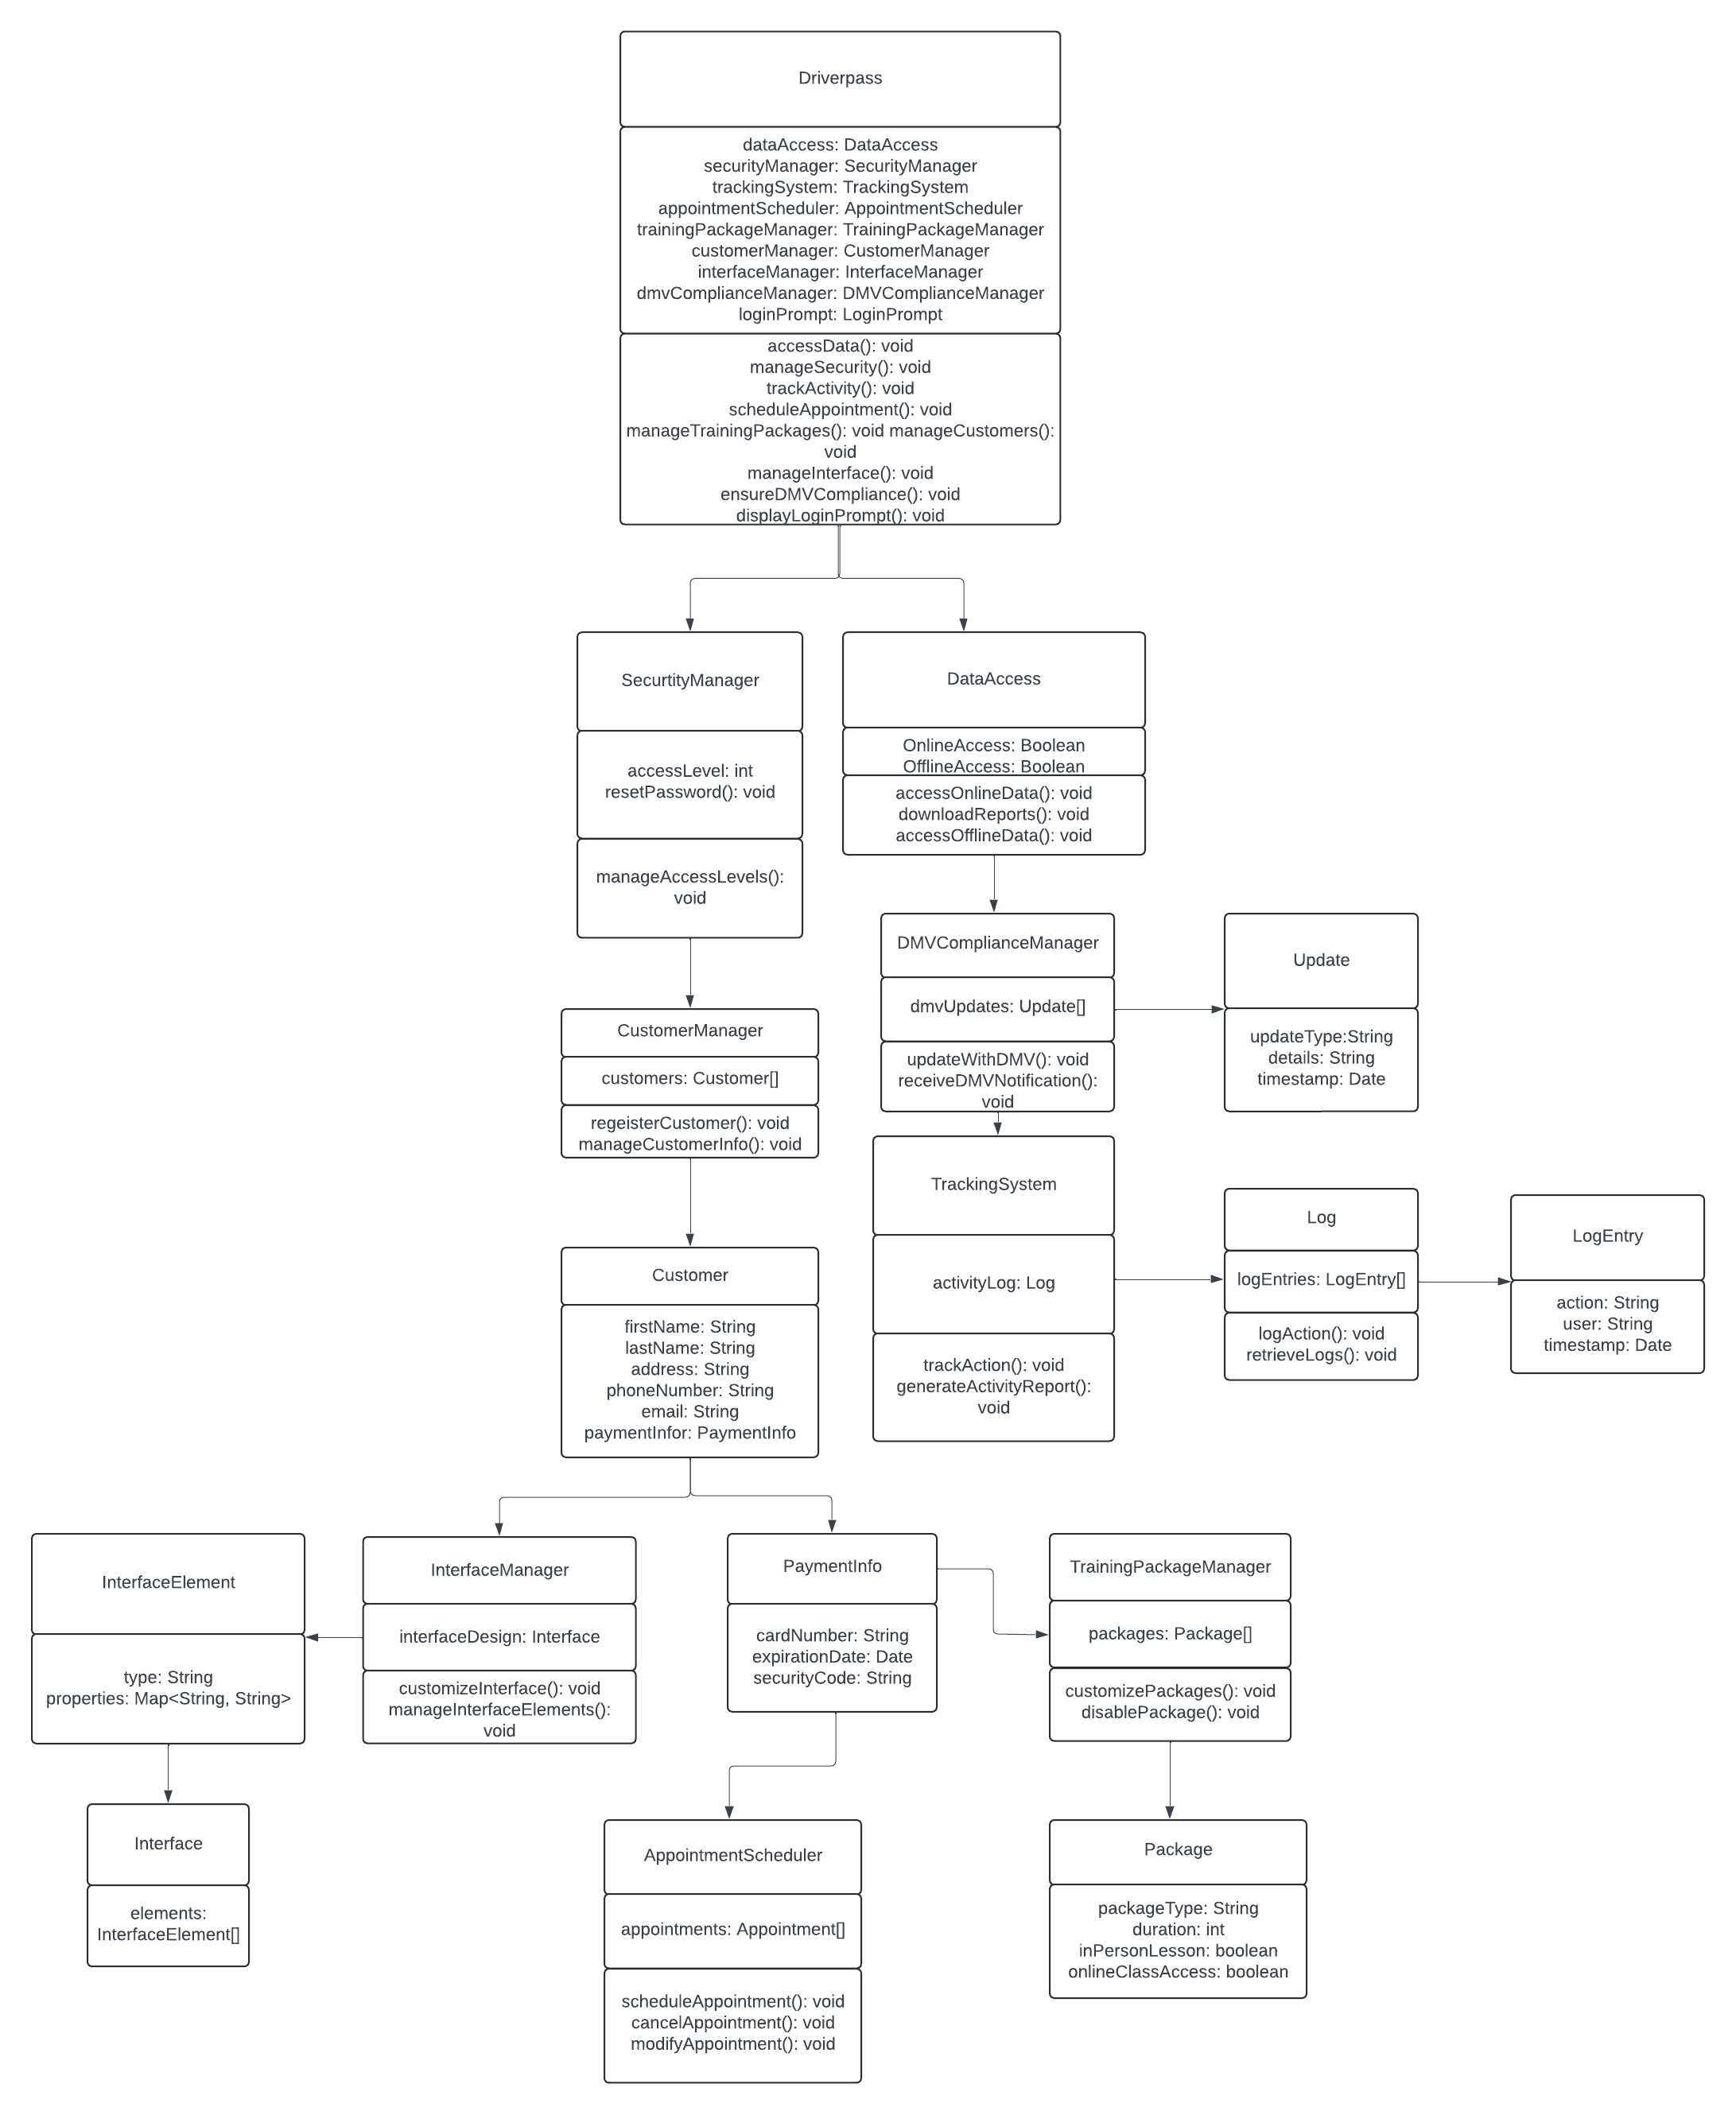 Driverpass
dataAccess: DataAccess
securityManager: SecurityManager
trackingSystem: TrackingSystem
appointmentScheduler: AppointmentScheduler
trainingPackageManager: TrainingPackageManager
customerManager: CustomerManager
interfaceManager: InterfaceManager
dmvComplianceManager: DMVComplianceManager
loginPrompt: LoginPrompt
accessData(): void
manageSecurity(): void
trackActivity(): void
scheduleAppointment(): void
manageTrainingPackages(): void manageCustomers():
void
manageInterface(): void
ensureDMVCompliance(): void
displayLoginPrompt(): void
SecurtityManager
accessLevel: int
resetPassword(): void
manageAccessLevels():
void
DataAccess
OnlineAccess: Boolean
OfflineAccess: Boolean
accessOnlineData(): void
downloadReports(): void
accessOfflineData(): void
DMVComplianceManager
dmvUpdates: Update[]
updateWithDMV(): void
receiveDMVNotification():
void
Update
updateType:String
details: String
timestamp: Date
CustomerManager
customers: Customer[]
regeisterCustomer(): void
manageCustomerInfo(): void
TrackingSystem
activityLog: Log
trackAction(): void
generateActivityReport():
void
Log
logEntries: LogEntry[]
logAction(): void
retrieveLogs(): void
LogEntry
action: String
user: String
timestamp: Date
Customer
firstName: String
lastName: String
address: String
phoneNumber: String
email: String
paymentInfor: PaymentInfo
InterfaceElement
type: String
properties: Map<String, String>
InterfaceManager
interfaceDesign: Interface
customizeInterface(): void
manageInterfaceElements():
void
PaymentInfo
cardNumber: String
expirationDate: Date
securityCode: String
TrainingPackageManager
packages: Package[]
customizePackages(): void
disablePackage(): void
Interface
elements:
InterfaceElement[]
AppointmentScheduler
appointments: Appointment[]
scheduleAppointment(): void
cancelAppointment(): void
modifyAppointment(): void
Package
packageType: String
duration: int
inPersonLesson: boolean
onlineClassAccess: boolean